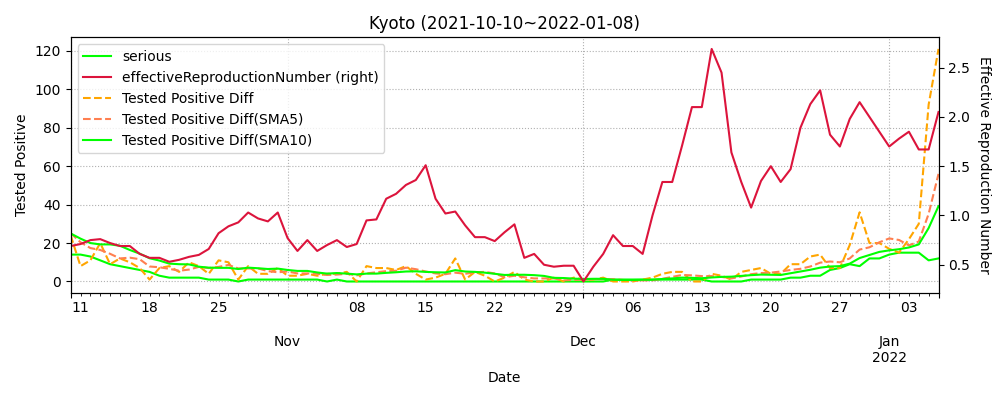 Kyoto (2021-10-10~2022-01-08)
serious
effectiveReproductionNumber (right)
Tested Positive Diff
Tested Positive Diff(SMA5)
Tested Positive Diff(SMA10)
Tested Positive
120
100
80
60
40
20
0
Effective Reproduction Number
2.5
2.0
1.5
1.0
0.5
11 18 25 08 15 22 29 06 13 20 27 03
Nov Dec Jan
2022
Date